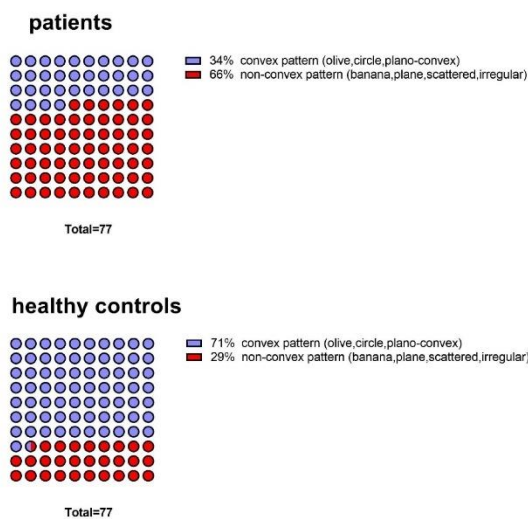 patients
34% convex pattern (olive,circle,plano-convex)
66% non-convex pattern (banana,plane,scattered,irregular)
Total=77
healthy controls
71% convex pattern (olive,circle,plano-convex)
29% non-convex pattern (banana,plane,scattered,irregular)
Total=77